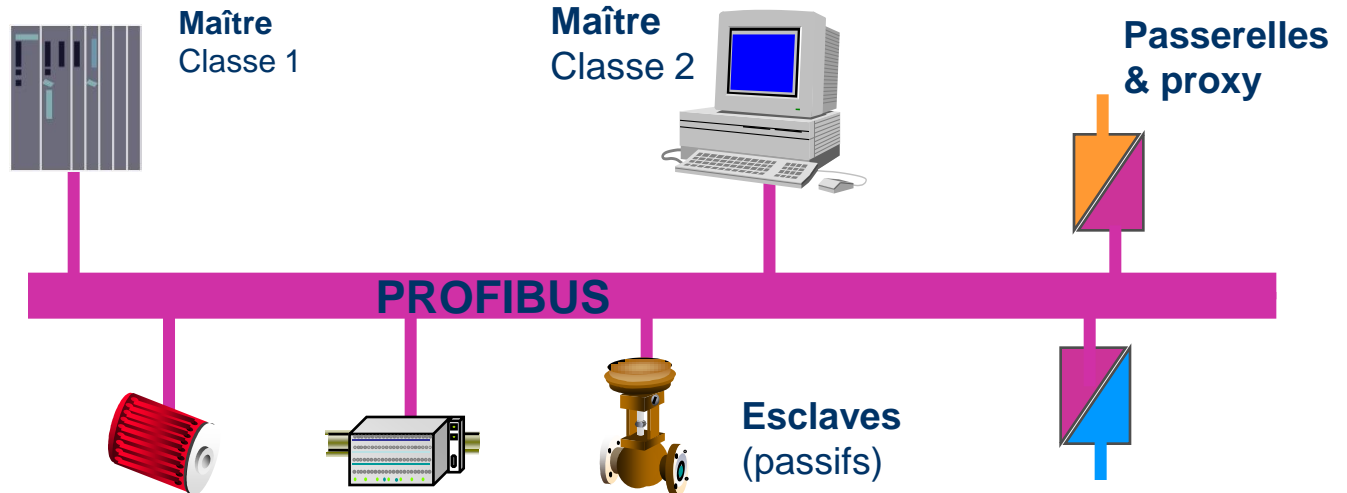 Maître
Classe 1
Maître
Classe 2
Passerelles
& proxy
PROFIBUS
Esclaves
(passifs)